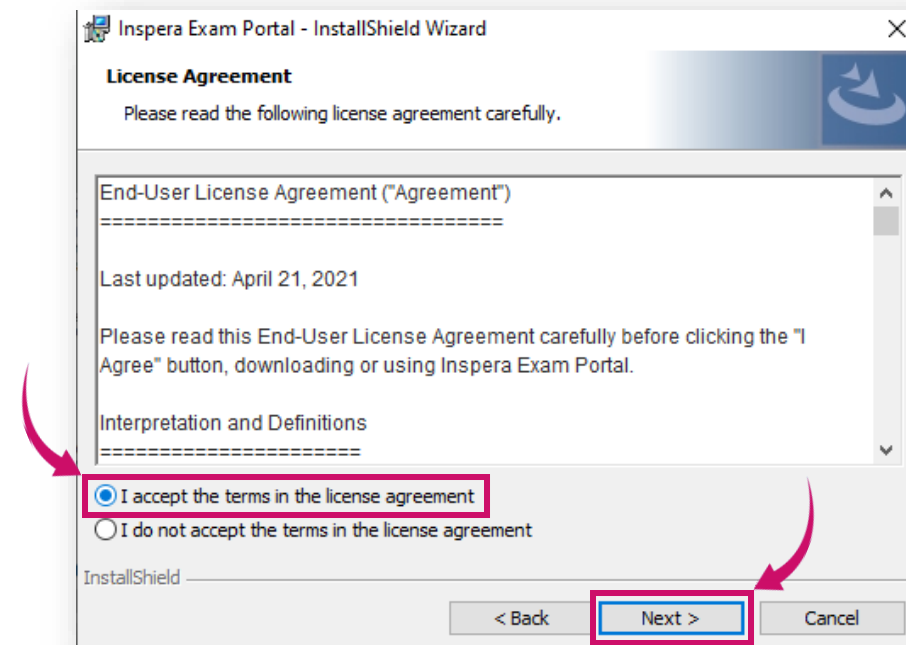 Inspera Exam Portal - InstallShield Wizard
License Agreement
Please read the following license agreement carefully.
End-User License Agreement ("Agreement")
==================================
Last updated: April 21, 2021
Please read this End-User License Agreement carefully before clicking the "I
Agree" button, downloading or using Inspera Exam Portal.
Interpretation and Definitions
======================
I accept the terms in the license agreement
I do not accept the terms in the license agreement
InstallShield
< Back
Next >
Cancel